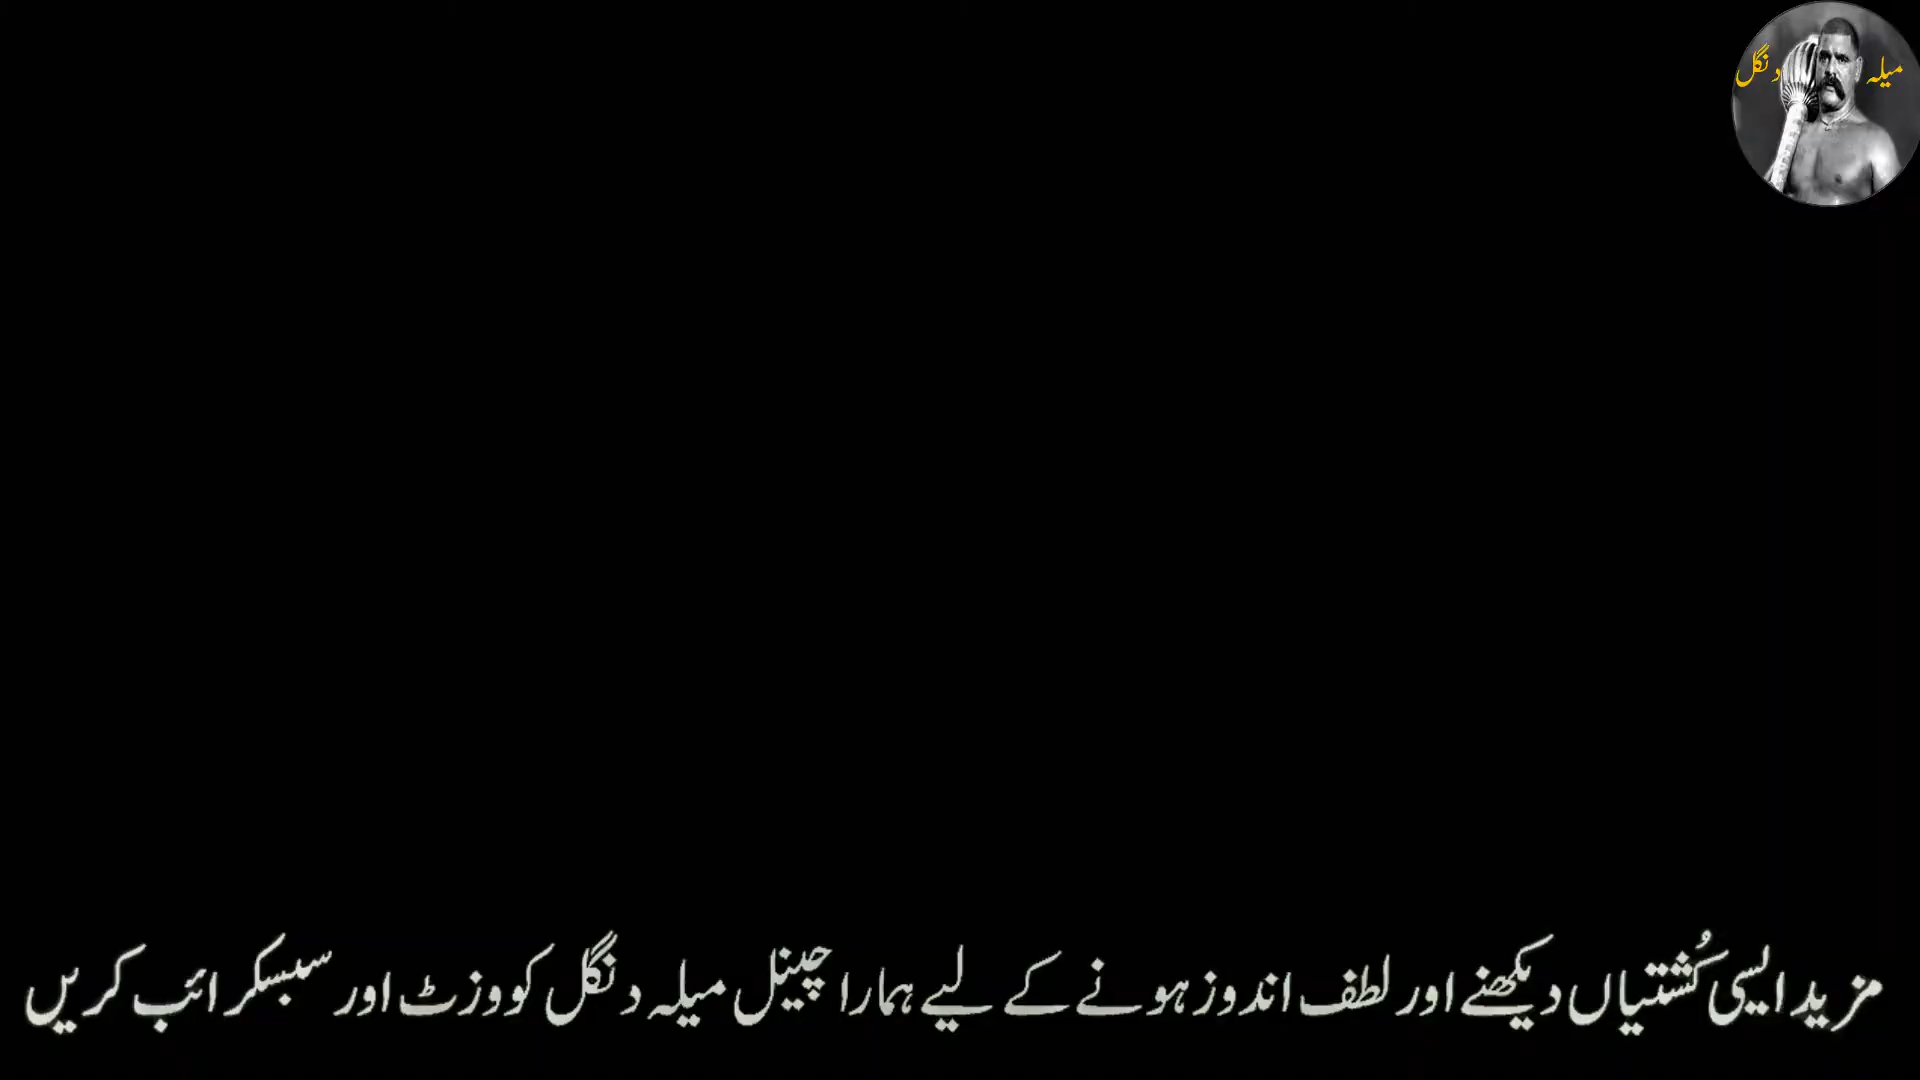 میلہ دنگل
مزید ایسی کُشتیاں دیکھنے اور لطف اندوز ہونے کے لیے ہمارا چینل میلہ دنگل کو وزٹ اور سبسکرائب کریں